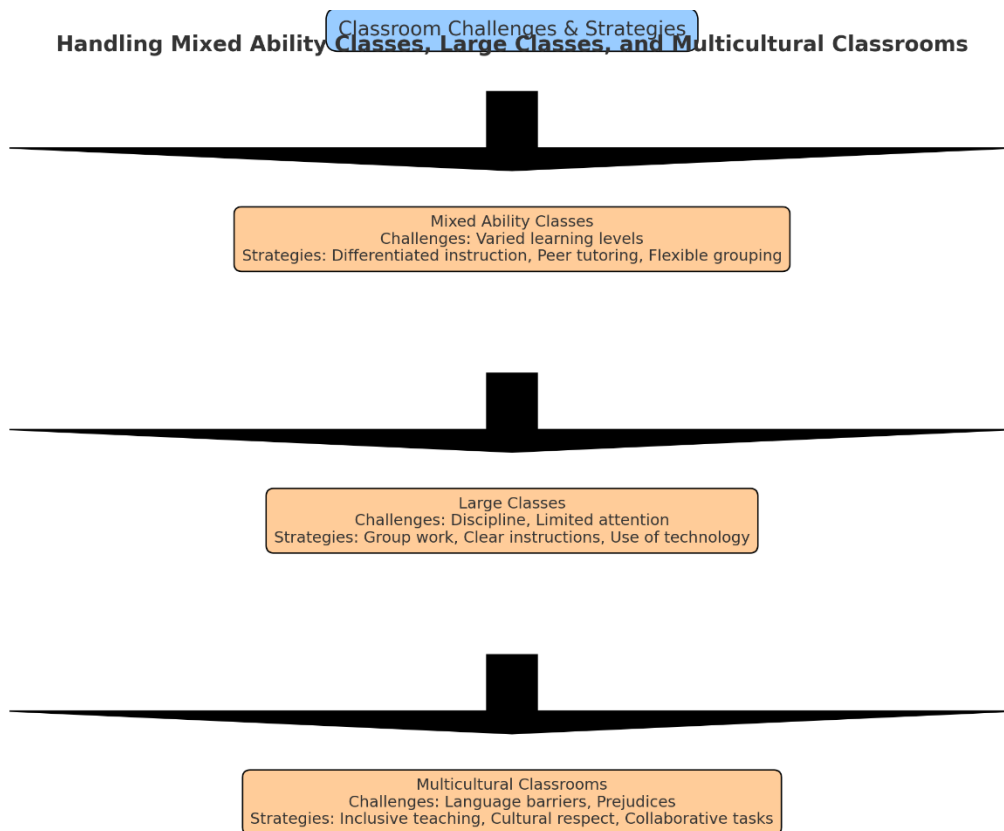 Classroom Challenges & Strategies
Handling Mixed Ability Classes, Large Classes, and Multicultural Classrooms
Mixed Ability Classes
Challenges: Varied learning levels
Strategies: Differentiated instruction, Peer tutoring, Flexible grouping
Large Classes
Challenges: Discipline, Limited attention
Strategies: Group work, Clear instructions, Use of technology
Multicultural Classrooms
Challenges: Language barriers, Prejudices
Strategies: Inclusive teaching, Cultural respect, Collaborative tasks